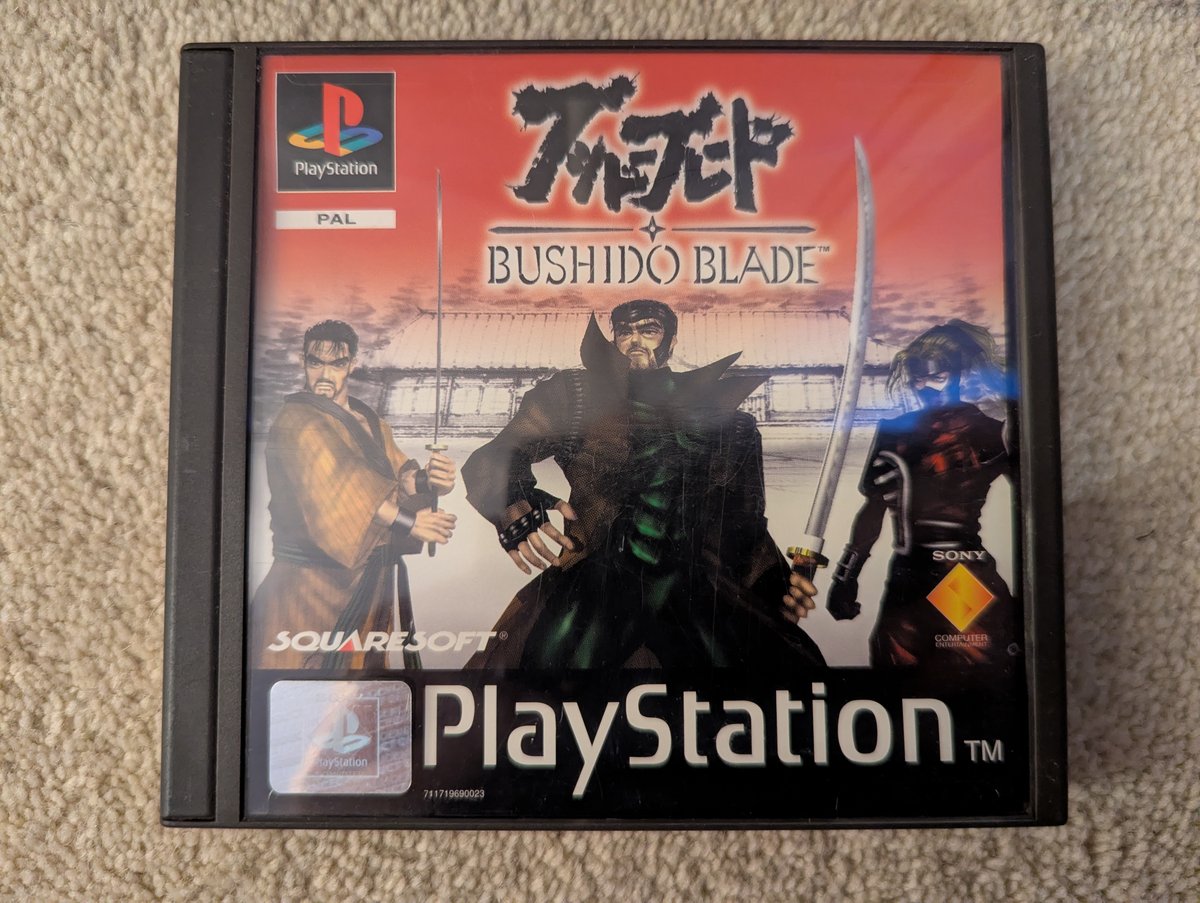 PlayStation
PAL
ブシドーブレード
BUSHIDO BLADE™
SONY
COMPUTER
ENTERTAINMENT
SQUARESOFT®
PlayStation
PlayStation™
711719690023